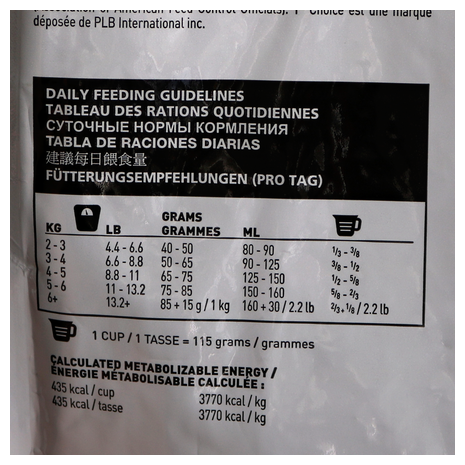 déposée de PLB International inc.
DAILY FEEDING GUIDELINES
TABLEAU DES RATIONS QUOTIDIENNES
СУТОЧНЫЕ НОРМЫ КОРМЛЕНИЯ
TABLA DE RACIONES DIARIAS
建議每日餵食量
FÜTTERUNGSEMPFEHLUNGEN (PRO TAG)
GRAMS
KG LB GRAMMES ML
2 - 3 4.4 - 6.6 40 - 50 80 - 90 1/3 - 3/8
3 - 4 6.6 - 8.8 50 - 65 90 - 125 3/8 - 1/2
4 - 5 8.8 - 11 65 - 75 125 - 150 1/2 - 5/8
5 - 6 11 - 13.2 75 - 85 150 - 160 5/8 - 2/3
6+ 13.2+ 85 + 15 g / 1 kg 160 + 30 / 2.2 lb 2/3 + 1/8 / 2.2 lb
1 CUP / 1 TASSE = 115 grams / grammes
CALCULATED METABOLIZABLE ENERGY /
ÉNERGIE MÉTABOLISABLE CALCULÉE :
435 kcal / cup 3770 kcal / kg
435 kcal / tasse 3770 kcal / kg